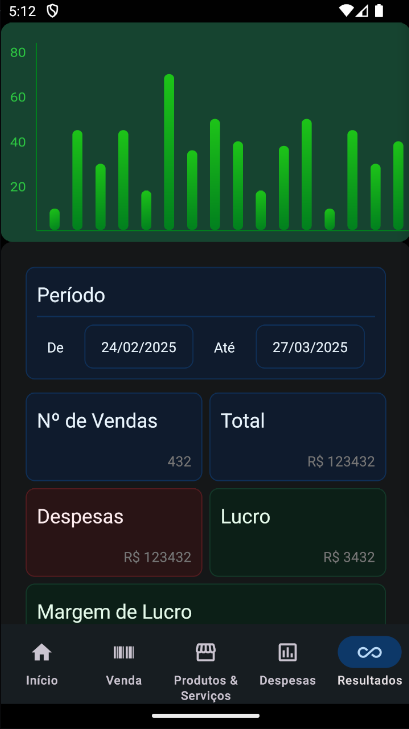 5:12
80
60
40
20
Período
De 24/02/2025 Até 27/03/2025
Nº de Vendas Total
432 R$ 123432
Despesas Lucro
R$ 123432 R$ 3432
Margem de Lucro
Início Venda Produtos & Serviços Despesas Resultados